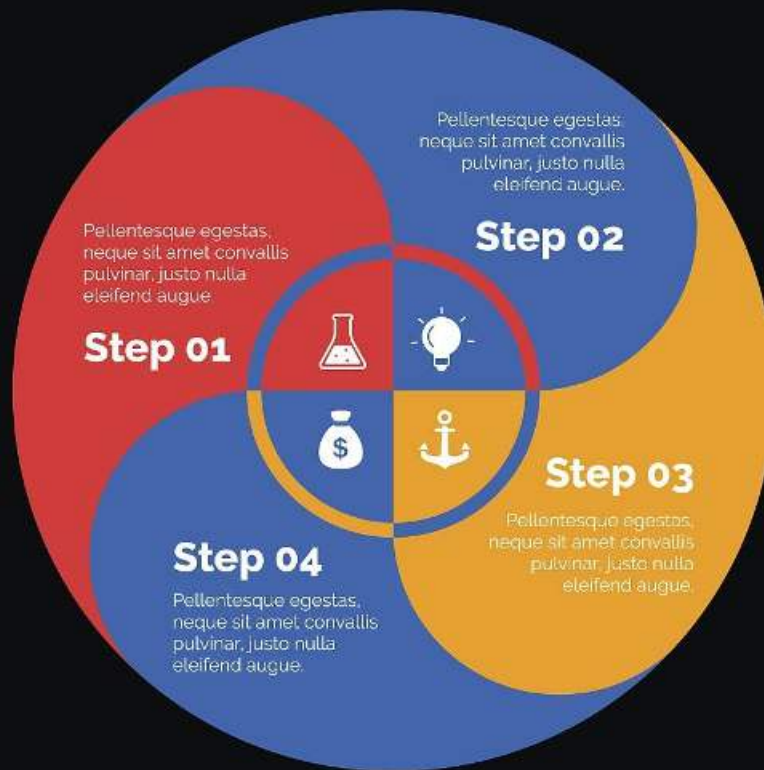 Pellentesque egestas,
neque sit amet convallis
pulvinar, justo nulla
eleifend augue
Step 01
Pellentesque egestas,
neque sit amet convallis
pulvinar, justo nulla
eleifend augue.
Step 02
Step 03
Pellentesque egestas,
neque sit amet convallis
pulvinar, justo nulla
eleifend augue.
$
Step 04
Pellentesque egestas,
neque sit amet convallis
pulvinar, justo nulla
eleifend augue.